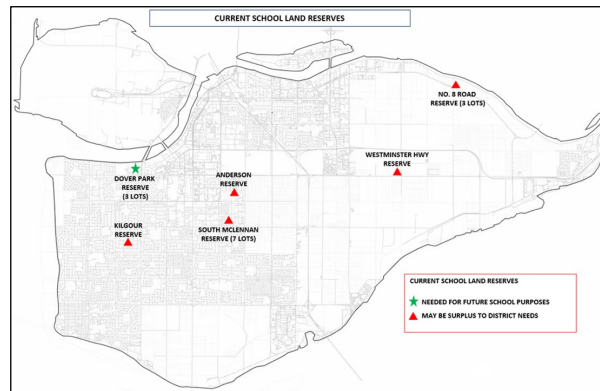 CURRENT SCHOOL LAND RESERVES
NO. 8 ROAD
RESERVE (3 LOTS)
WESTMINSTER HWY
RESERVE
DOVER PARK
RESERVE
(3 LOTS)
ANDERSON
RESERVE
KILGOUR
RESERVE
SOUTH MCLENNAN
RESERVE (7 LOTS)
CURRENT SCHOOL LAND RESERVES
NEEDED FOR FUTURE SCHOOL PURPOSES
MAY BE SURPLUS TO DISTRICT NEEDS